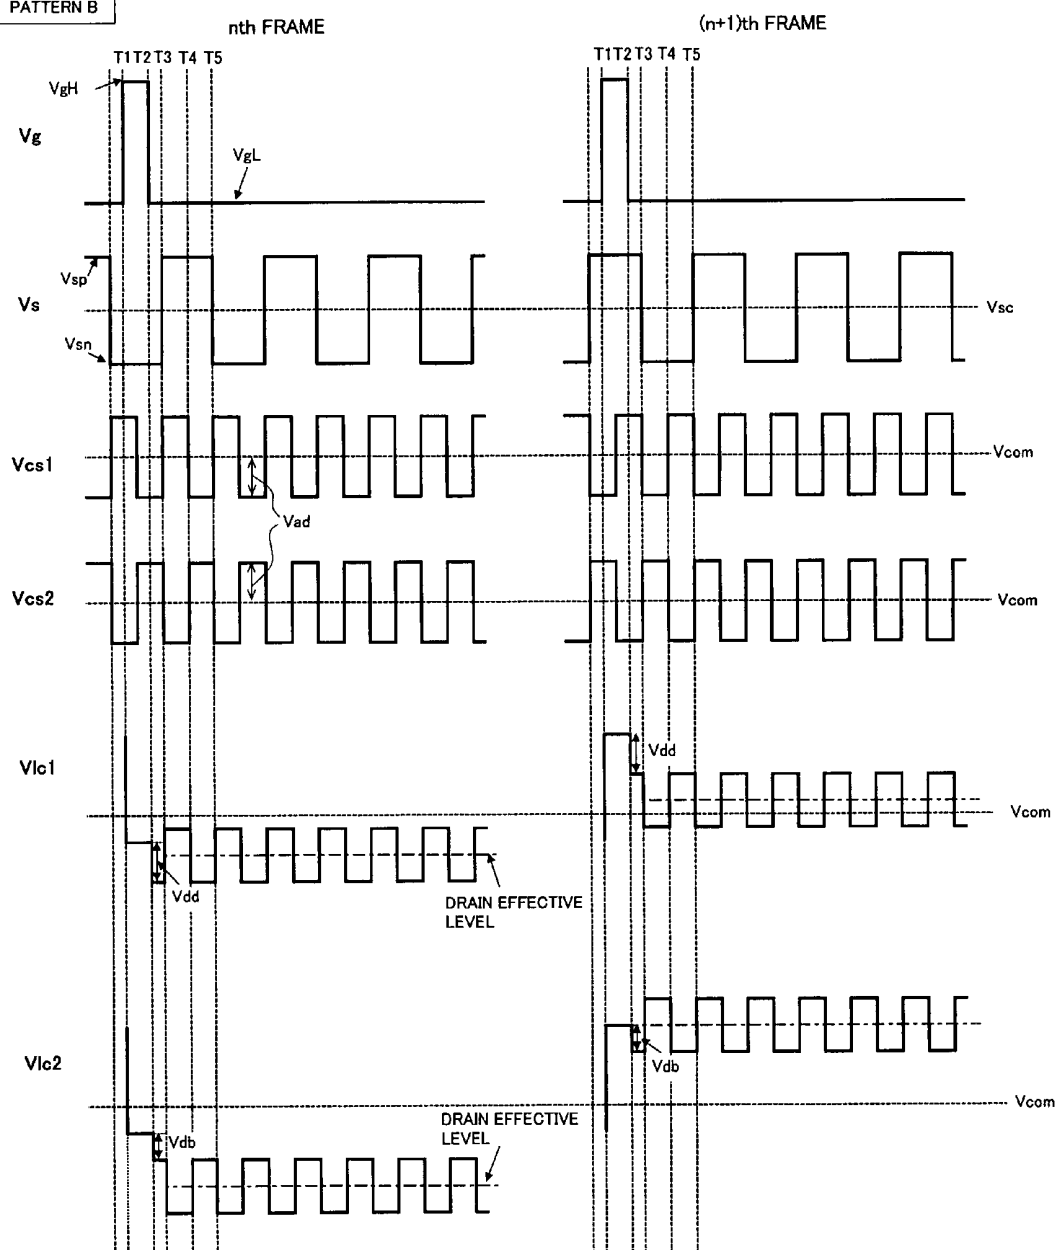 PATTERN B
nth FRAME
(n+1)th FRAME
T1 T2 T3 T4 T5
T1 T2 T3 T4 T5
VgH
Vg
VgL
Vsp
Vs
Vsc
Vsn
Vcs1
Vcom
Vad
Vcs2
Vcom
Vdd
Vlc1
Vcom
Vdd
DRAIN EFFECTIVE
LEVEL
Vlc2
Vdb
Vcom
DRAIN EFFECTIVE
LEVEL
Vdb